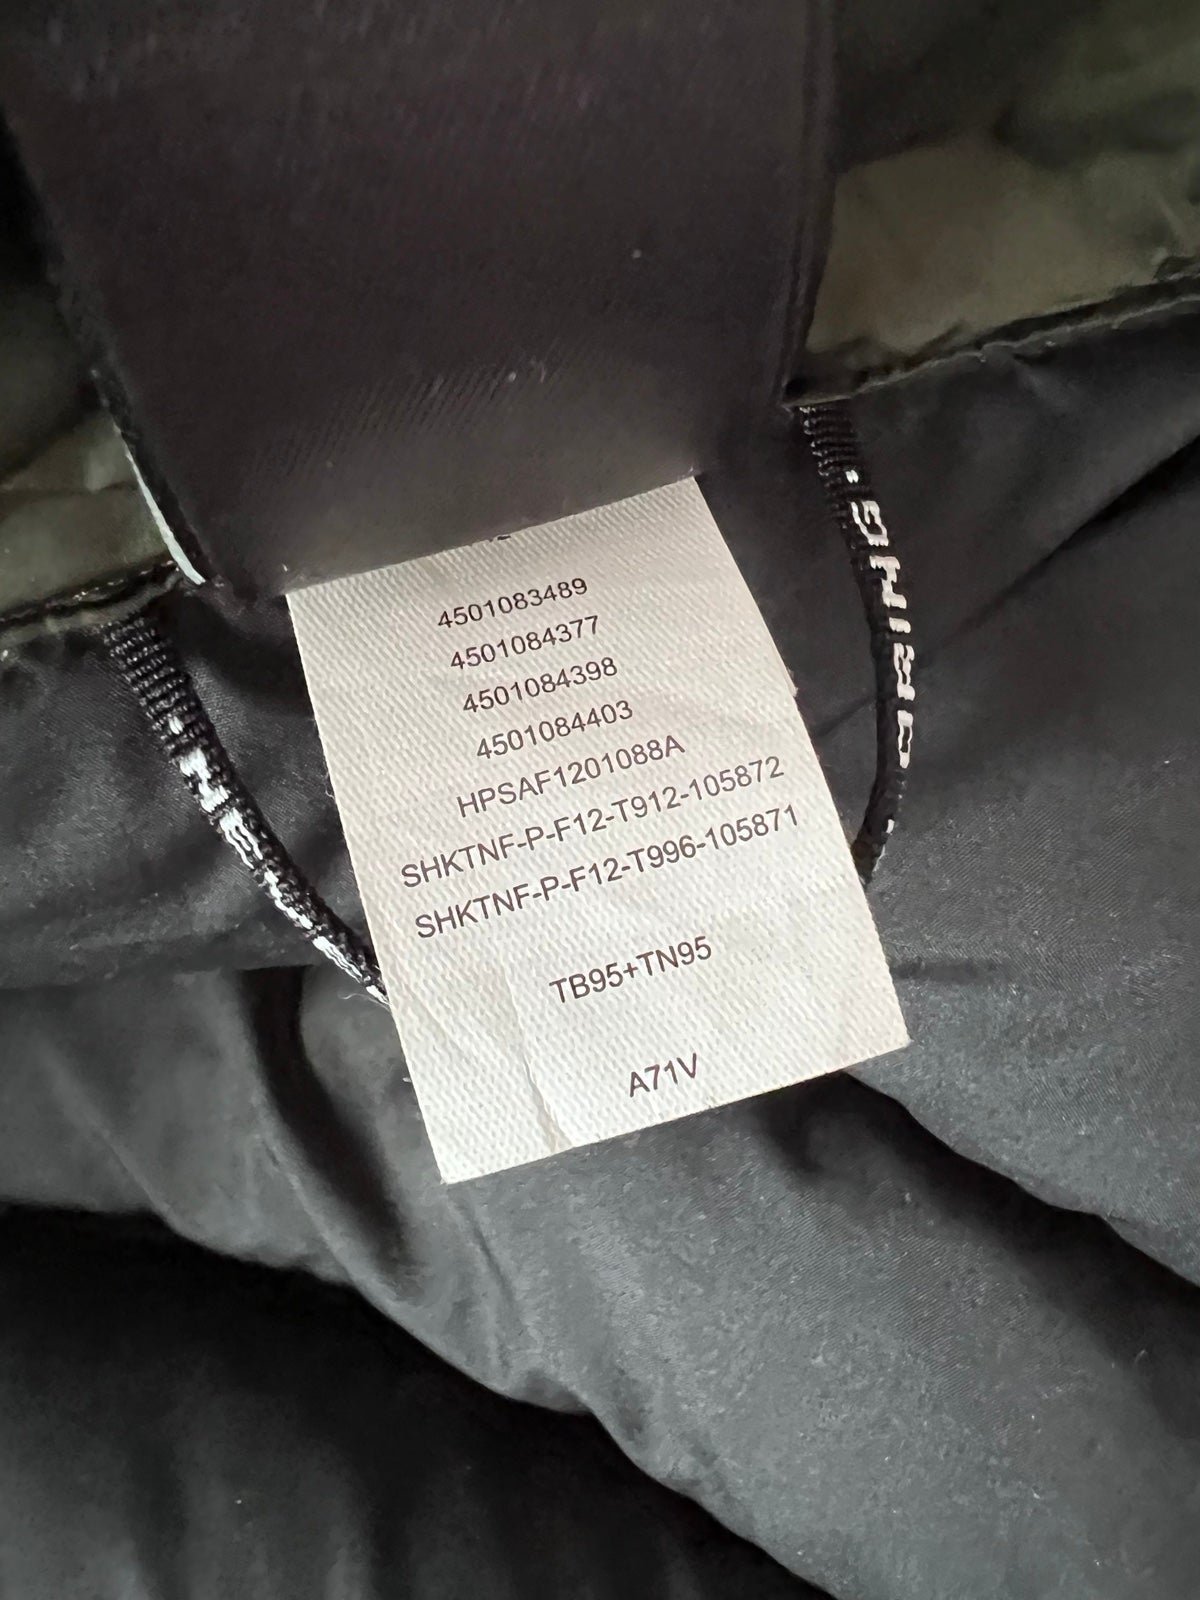 4501083489
4501084377
4501084398
4501084403
HPSAF1201088A
SHKTNF-P-F12-T912-105872
SHKTNF-P-F12-T996-105871
TB95+TN95
A71V